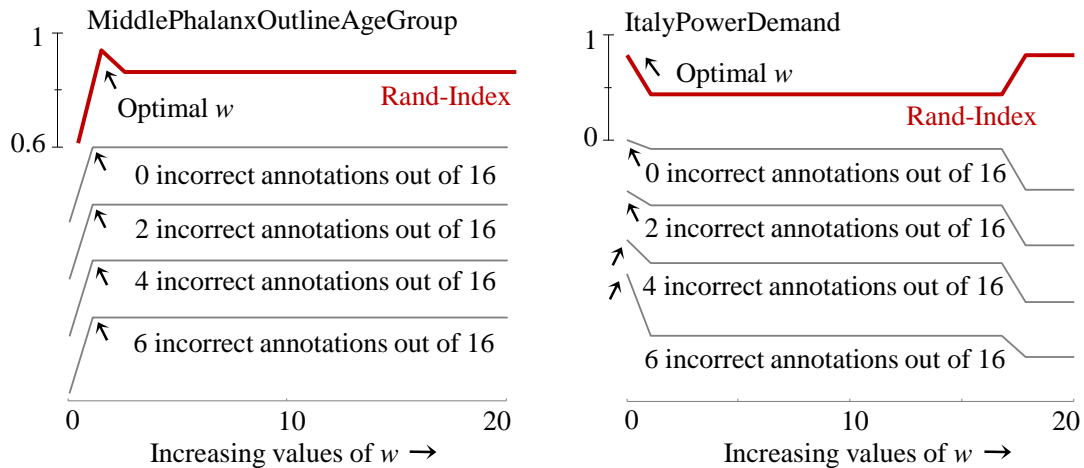 MiddlePhalanxOutlineAgeGroup
1
Optimal w
Rand-Index
0.6
0 incorrect annotations out of 16
2 incorrect annotations out of 16
4 incorrect annotations out of 16
6 incorrect annotations out of 16
0 10 20
Increasing values of w →
ItalyPowerDemand
1
Optimal w
Rand-Index
0
0 incorrect annotations out of 16
2 incorrect annotations out of 16
4 incorrect annotations out of 16
6 incorrect annotations out of 16
0 10 20
Increasing values of w →